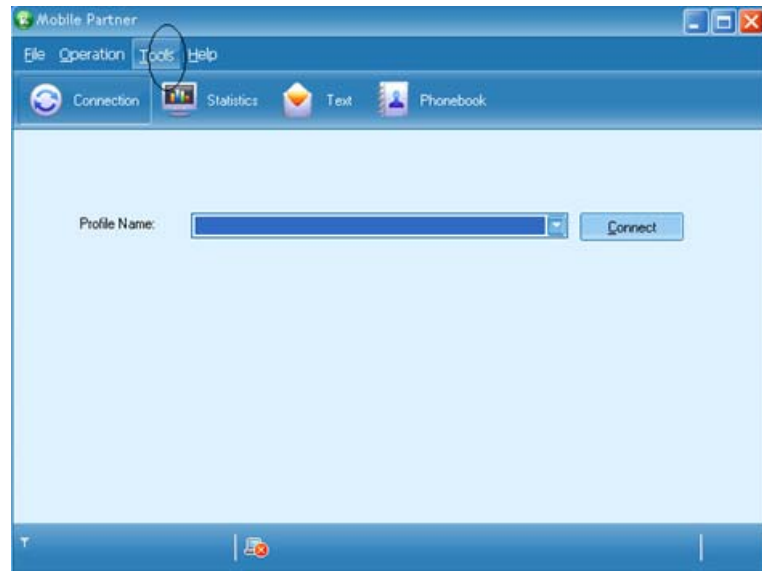 Mobile Partner
File Operation Tools Help
Connection Statistics Text Phonebook
Profile Name: Connect